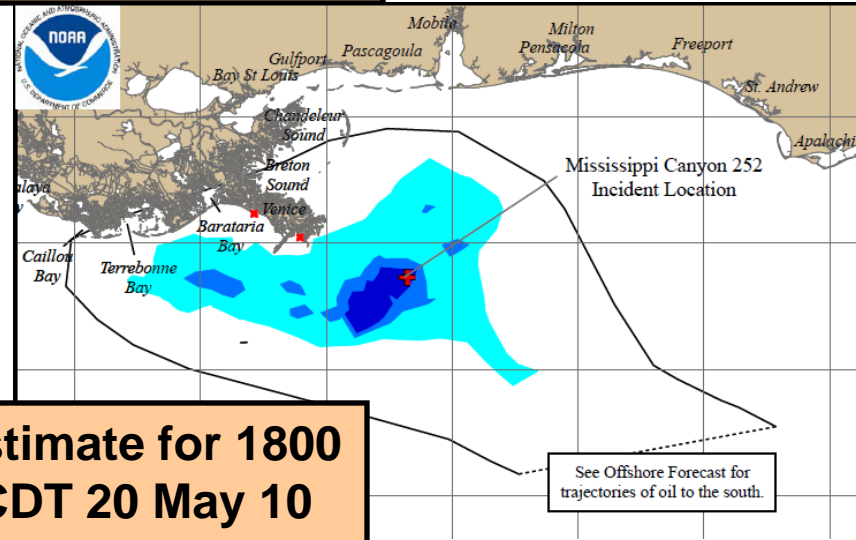 NATIONAL OCEANIC AND ATMOSPHERIC ADMINISTRATION
NOAA
U.S. DEPARTMENT OF COMMERCE
Mobile
Milton
Gulfport
Pascagoula
Pensacola
Freeport
Bay St Louis
St. Andrew
Chandeleur
Sound
Apalachi
Breton
Sound
Mississippi Canyon 252
Incident Location
alaya
y
Venice
Barataria
Bay
Caillou
Bay
Terrebonne
Bay
stimate for 1800
CDT 20 May 10
See Offshore Forecast for
trajectories of oil to the south.